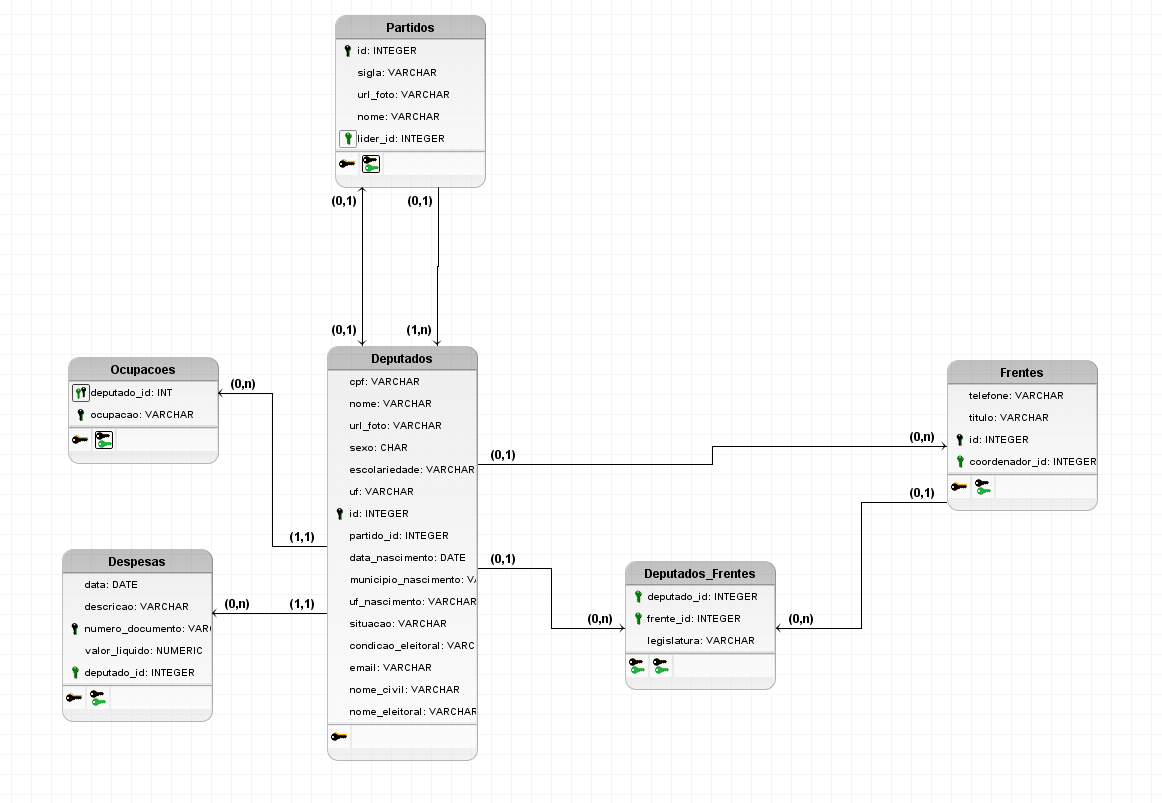 Partidos
id: INTEGER
sigla: VARCHAR
url_foto: VARCHAR
nome: VARCHAR
lider_id: INTEGER
(0,1)
(0,1)
(0,1)
(1,n)
Ocupacoes
deputado_id: INT
ocupacao: VARCHAR
(0,n)
(1,1)
Despesas
data: DATE
descricao: VARCHAR
numero_documento: VAR
valor_liquido: NUMERIC
deputado_id: INTEGER
(0,n)
(1,1)
Deputados
cpf: VARCHAR
nome: VARCHAR
url_foto: VARCHAR
sexo: CHAR
escolariedade: VARCHAR
uf: VARCHAR
id: INTEGER
partido_id: INTEGER
data_nascimento: DATE
municipio_nascimento: VA
uf_nascimento: VARCHAR
situacao: VARCHAR
condicao_eleitoral: VARC
email: VARCHAR
nome_civil: VARCHAR
nome_eleitoral: VARCHAR
(0,1)
(0,n)
(0,1)
(0,n)
Deputados_Frentes
deputado_id: INTEGER
frente_id: INTEGER
legislatura: VARCHAR
(0,n)
(0,1)
Frentes
telefone: VARCHAR
titulo: VARCHAR
id: INTEGER
coordenador_id: INTEGER